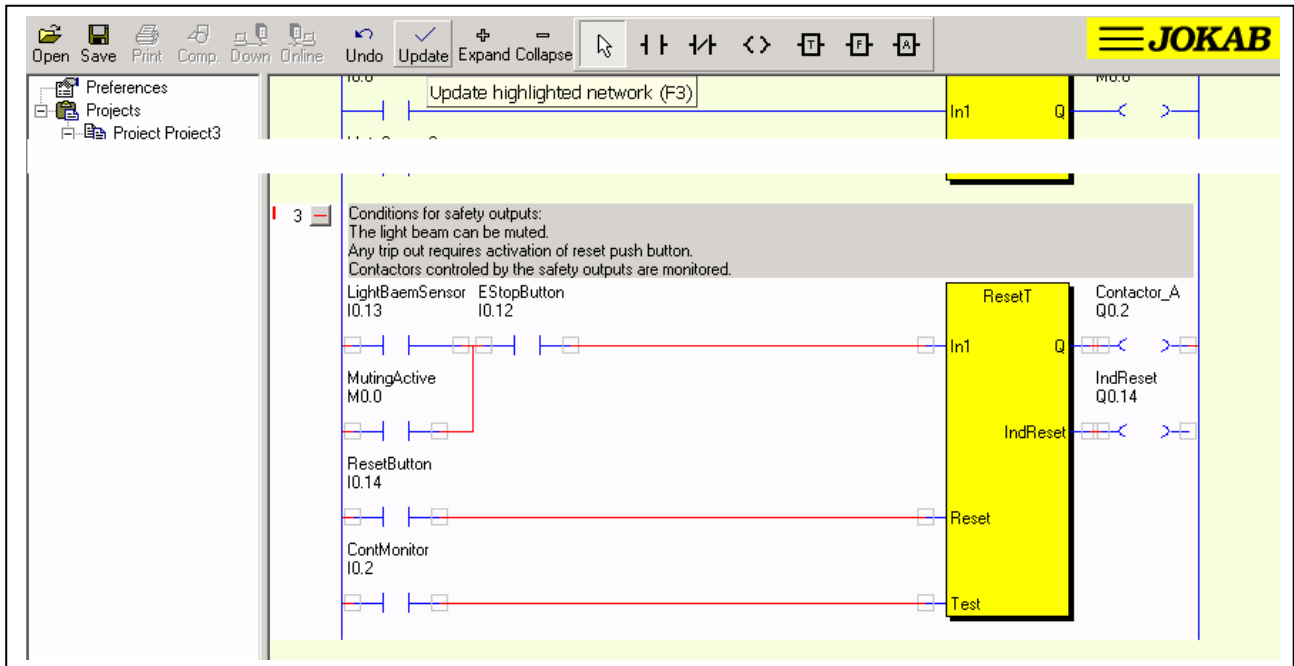 Open Save Print Comp. Down Online Undo Update Expand Collapse T F A JOKAB
Preferences
Update highlighted network (F3)
Projects
In1 Q
Project Project3
3
Conditions for safety outputs:
The light beam can be muted.
Any trip out requires activation of reset push button.
Contactors controled by the safety outputs are monitored.
LightBaemSensor EStopButton ResetT Contactor_A
I0.13 I0.12 Q0.2
In1 Q
MutingActive IndReset
M0.0 Q0.14
IndReset
ResetButton
I0.14
Reset
ContMonitor
I0.2
Test